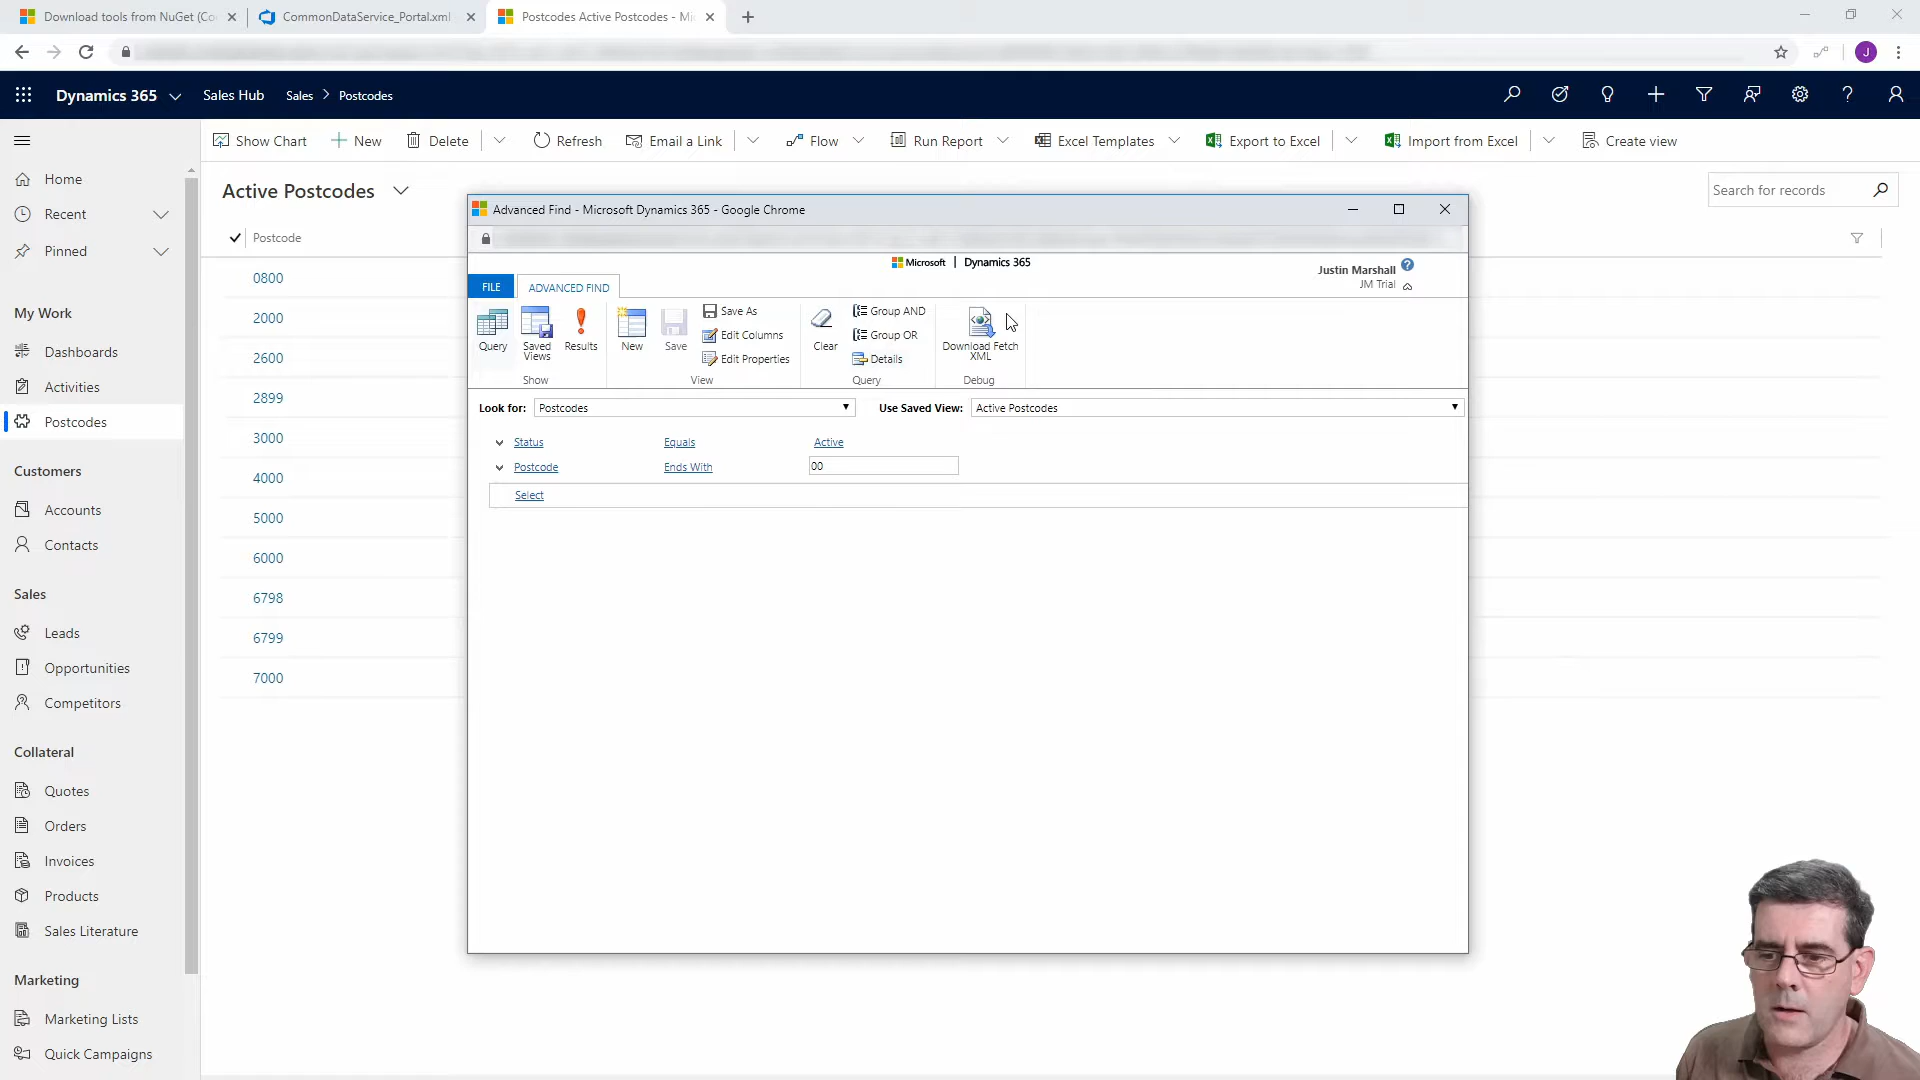 Download tools from NuGet (Co
CommonDataService_Portal.xml
Postcodes Active Postcodes - Mi
J
Dynamics 365
Sales Hub
Sales > Postcodes
Show Chart
New
Delete
Refresh
Email a Link
Flow
Run Report
Excel Templates
Export to Excel
Import from Excel
Create view
Home
Recent
Pinned
My Work
Dashboards
Activities
Postcodes
Customers
Accounts
Contacts
Sales
Leads
Opportunities
Competitors
Collateral
Quotes
Orders
Invoices
Products
Sales Literature
Marketing
Marketing Lists
Quick Campaigns
Active Postcodes
Search for records
Postcode
0800
2000
2600
2899
3000
4000
5000
6000
6798
6799
7000
Advanced Find - Microsoft Dynamics 365 - Google Chrome
Microsoft | Dynamics 365
Justin Marshall
JM Trial
FILE
ADVANCED FIND
Query
Saved Views
Results
Show
New
Save
Save As
Edit Columns
Edit Properties
View
Clear
Group AND
Group OR
Details
Query
Download Fetch XML
Debug
Look for: Postcodes
Use Saved View: Active Postcodes
Status Equals Active
Postcode Ends With 00
Select